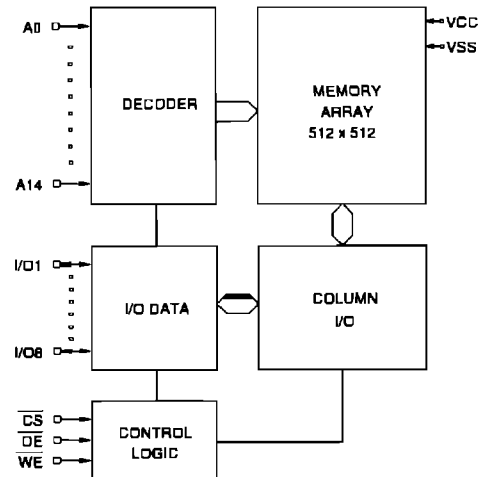 A0
VCC
VSS
DECODER
MEMORY
ARRAY
512 x 512
A14
I/O1
I/O DATA
COLUMN
I/O
I/O8
CS
OE
WE
CONTROL
LOGIC